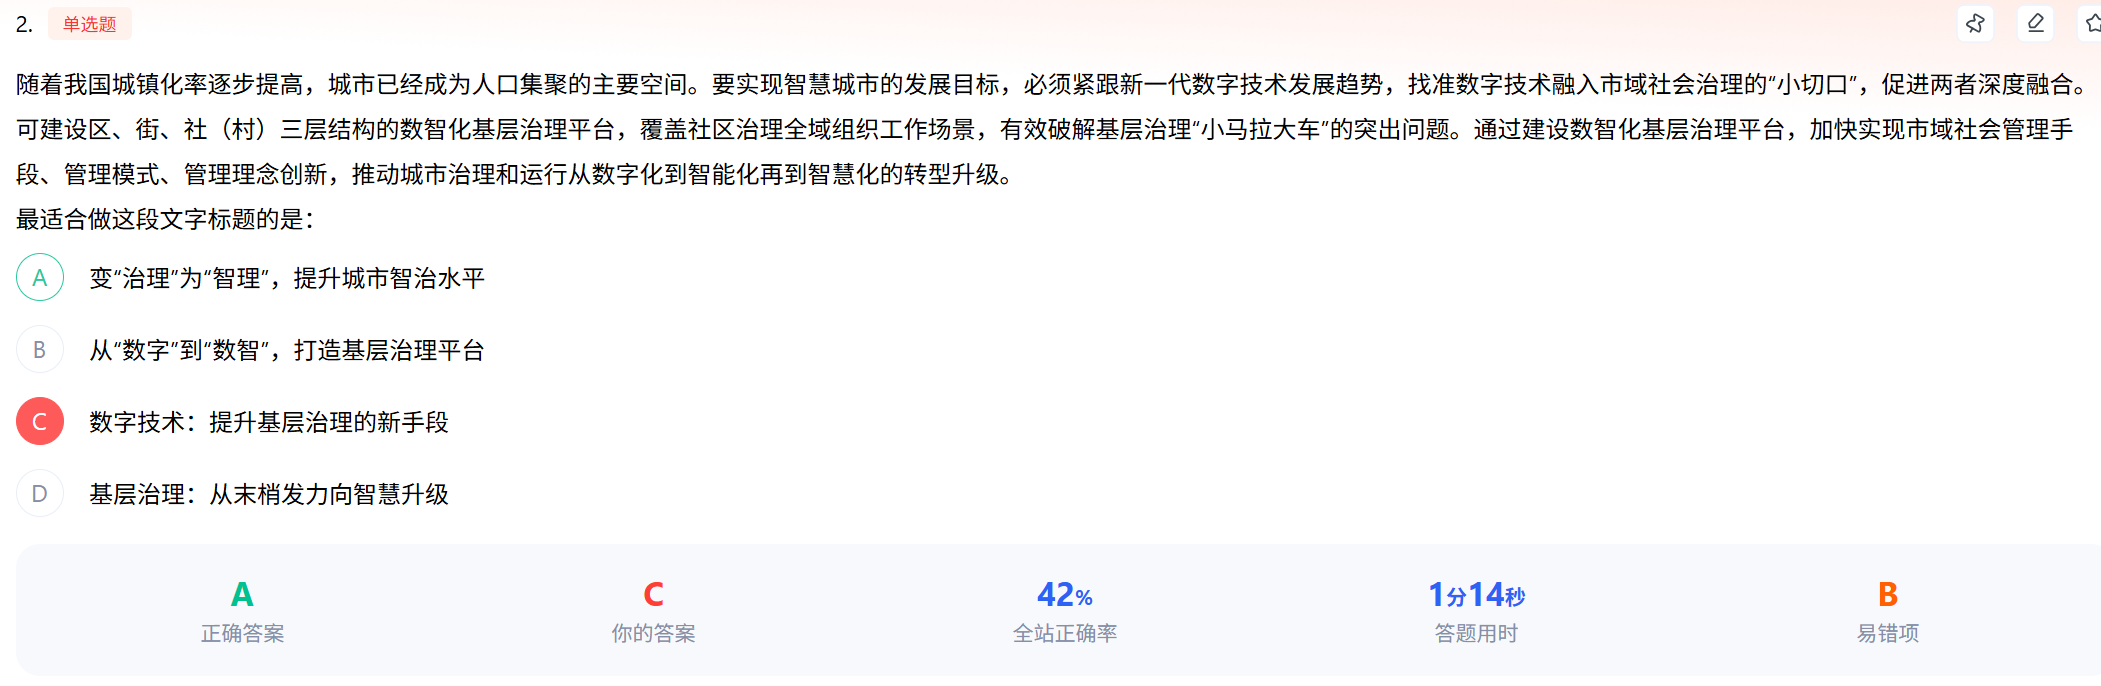 2. 单选题
随着我国城镇化率逐步提高，城市已经成为人口集聚的主要空间。要实现智慧城市的发展目标，必须紧跟新一代数字技术发展趋势，找准数字技术融入市域社会治理的“小切口”，促进两者深度融合。
可建设区、街、社（村）三层结构的数智化基层治理平台，覆盖社区治理全域组织工作场景，有效破解基层治理“小马拉大车”的突出问题。通过建设数智化基层治理平台，加快实现市域社会管理手
段、管理模式、管理理念创新，推动城市治理和运行从数字化到智能化再到智慧化的转型升级。
最适合做这段文字标题的是：
A 变“治理”为“智理”，提升城市智治水平
B 从“数字”到“数智”，打造基层治理平台
C 数字技术：提升基层治理的新手段
D 基层治理：从末梢发力向智慧升级
A C 42% 1分14秒 B
正确答案 你的答案 全站正确率 答题用时 易错项